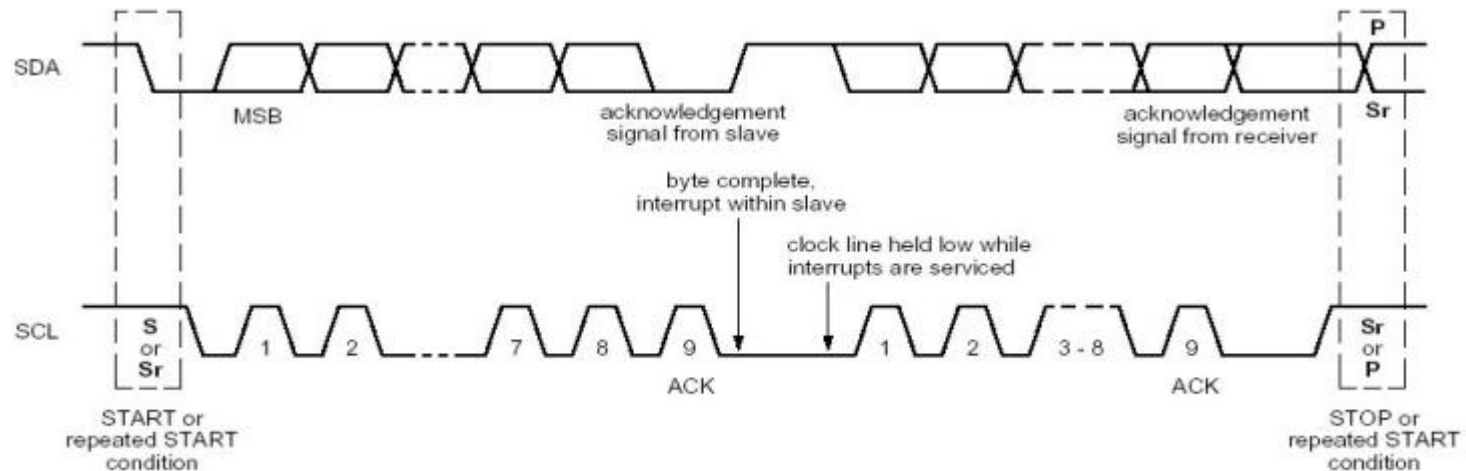 P
SDA
MSB
acknowledgement
signal from slave
acknowledgement
signal from receiver
Sr
byte complete,
interrupt within slave
clock line held low while
interrupts are serviced
SCL
S
or
Sr
1
2
7
8
9
1
2
3 - 8
9
Sr
or
P
ACK
ACK
START or
repeated START
condition
STOP or
repeated START
condition